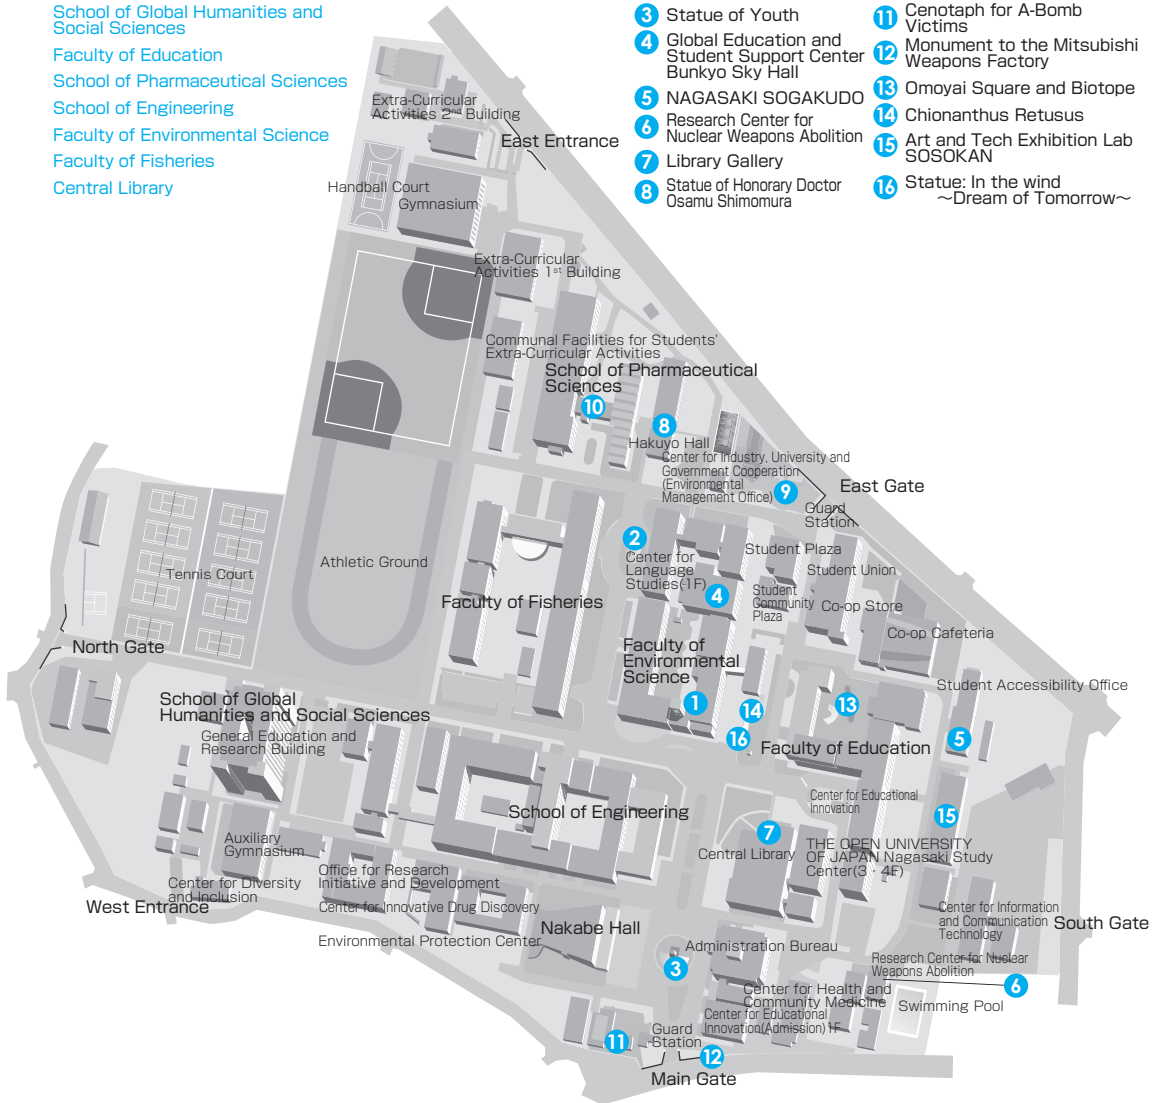 School of Global Humanities and
Social Sciences
Faculty of Education
School of Pharmaceutical Sciences
School of Engineering
Faculty of Environmental Science
Faculty of Fisheries
Central Library
3 Statue of Youth
4 Global Education and
Student Support Center
Bunkyo Sky Hall
5 NAGASAKI SOGAKUDO
6 Research Center for
Nuclear Weapons Abolition
7 Library Gallery
8 Statue of Honorary Doctor
Osamu Shimomura
11 Cenotaph for A-Bomb
Victims
12 Monument to the Mitsubishi
Weapons Factory
13 Omoyai Square and Biotope
14 Chionanthus Retusus
15 Art and Tech Exhibition Lab
SOSOKAN
16 Statue: In the wind
～Dream of Tomorrow～
Extra-Curricular
Activities 2nd Building
East Entrance
Handball Court
Gymnasium
Extra-Curricular
Activities 1st Building
Communal Facilities for Students'
Extra-Curricular Activities
School of Pharmaceutical
Sciences
10
8
Hakuyo Hall
Center for Industry, University and
Government Cooperation
(Environmental
Management Office)
9
East Gate
Guard
Station
2
Center for
Language
Studies(1F)
4
Student Plaza
Student Union
Student
Community
Plaza
Co-op Store
Co-op Cafeteria
Athletic Ground
Tennis Court
Faculty of Fisheries
North Gate
Faculty of
Environmental
Science
1
14
16
13
Student Accessibility Office
5
Faculty of Education
School of Global
Humanities and Social Sciences
General Education and
Research Building
School of Engineering
Center for Educational
Innovation
15
7
Central Library
THE OPEN UNIVERSITY
OF JAPAN Nagasaki Study
Center(3・4F)
Auxiliary
Gymnasium
Center for Diversity
and Inclusion
West Entrance
Office for Research
Initiative and Development
Center for Innovative Drug Discovery
Environmental Protection Center
Nakabe Hall
3
Administration Bureau
Center for Information
and Communication
Technology
South Gate
Research Center for Nuclear
Weapons Abolition
6
Swimming Pool
Center for Health and
Community Medicine
Center for Educational
Innovation(Admission)1F
11
Guard
Station
12
Main Gate